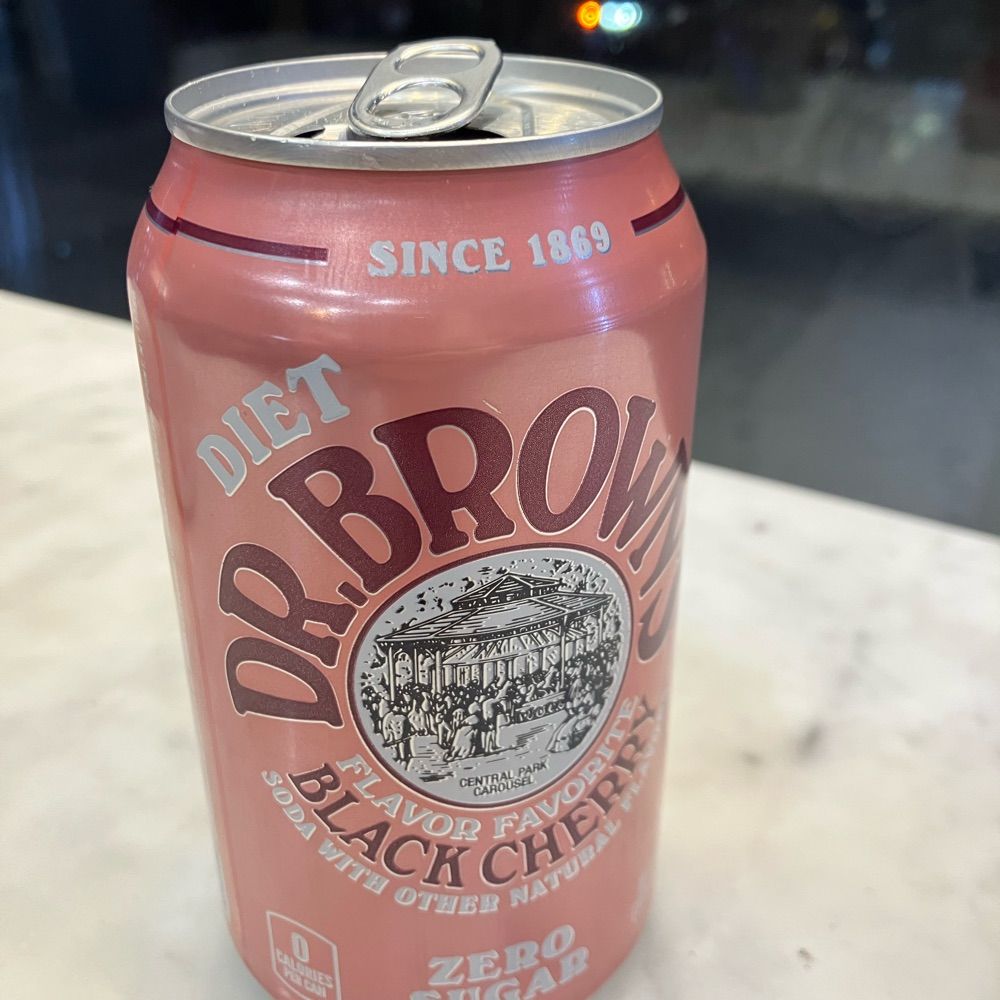 SINCE 1869
DIET
DR. BROWN'S
CENTRAL PARK
CAROUSEL
FLAVOR FAVORITE
BLACK CHERRY
SODA WITH OTHER NATURAL
0
CALORIES
PER CAN
ZERO
SUGAR